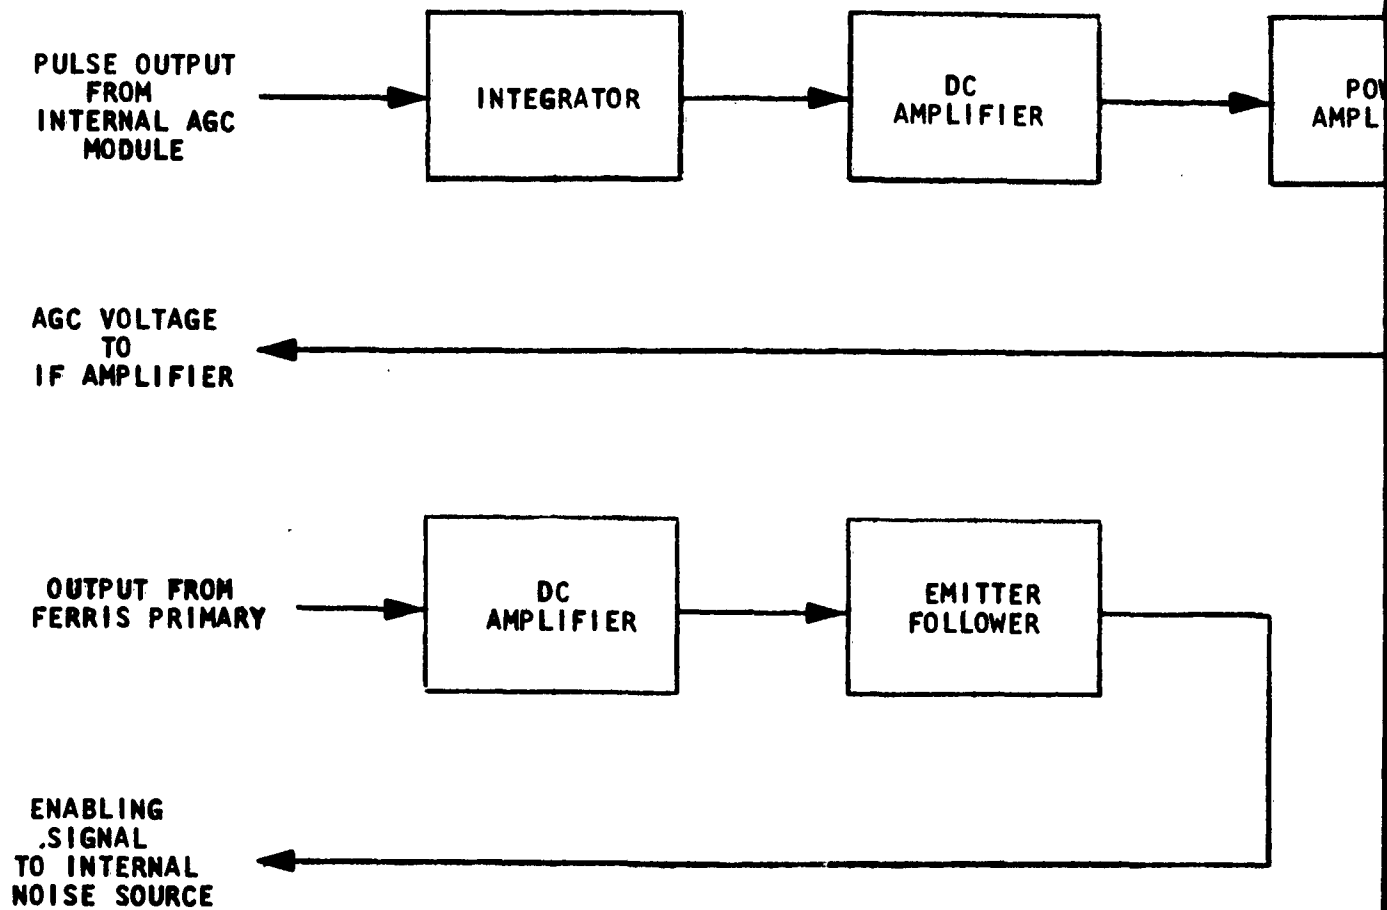 PULSE OUTPUT
FROM
INTERNAL AGC
MODULE
INTEGRATOR
DC
AMPLIFIER
AGC VOLTAGE
TO
IF AMPLIFIER
OUTPUT FROM
FERRIS PRIMARY
DC
AMPLIFIER
EMITTER
FOLLOWER
ENABLING
SIGNAL
TO INTERNAL
NOISE SOURCE